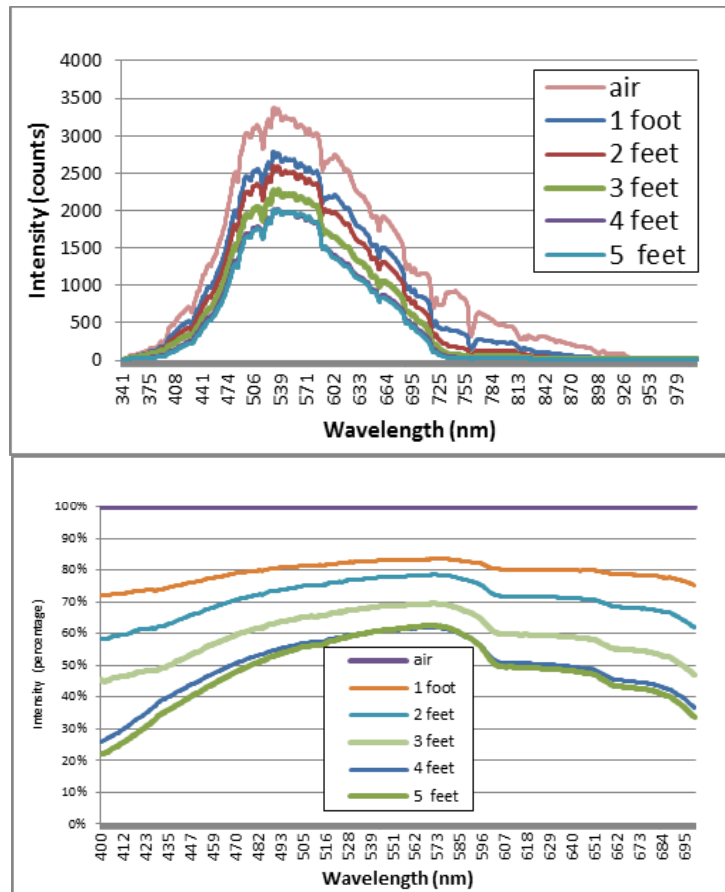 4000
3500
3000
2500
2000
1500
1000
500
0
Intensity (counts)
air
1 foot
2 feet
3 feet
4 feet
5 feet
341 375 408 441 474 506 539 571 602 633 664 695 725 755 784 813 842 870 898 926 953 979
Wavelength (nm)
100%
90%
80%
70%
60%
50%
40%
30%
20%
10%
0%
Intensity (percentage)
air
1 foot
2 feet
3 feet
4 feet
5 feet
400 412 423 435 447 459 470 482 493 505 516 528 539 551 562 573 585 596 607 618 629 640 651 662 673 684 695
Wavelength (nm)